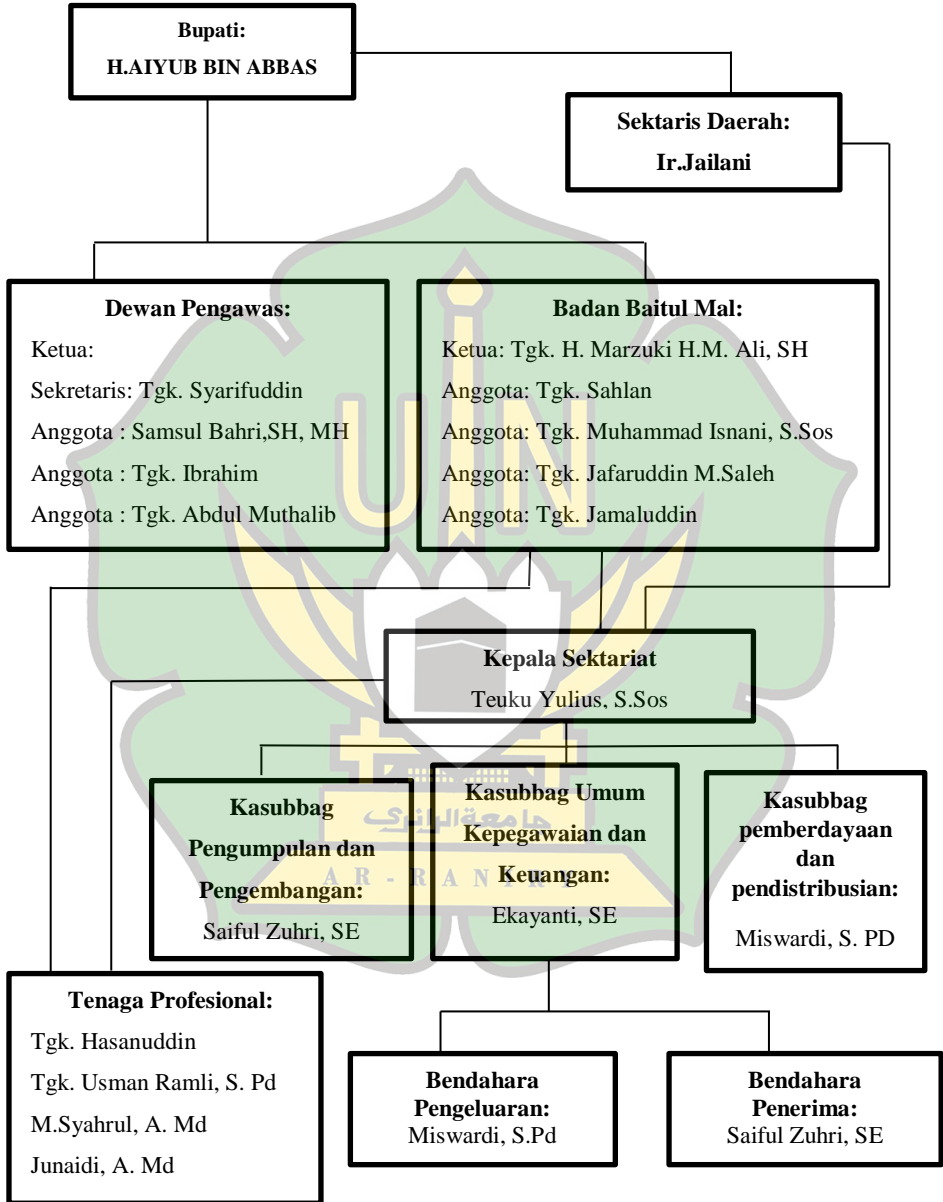 Bupati:
H.AIYUB BIN ABBAS
Sektaris Daerah:
Ir.Jailani
Dewan Pengawas:
Ketua:
Sekretaris: Tgk. Syarifuddin
Anggota : Samsul Bahri,SH, MH
Anggota : Tgk. Ibrahim
Anggota : Tgk. Abdul Muthalib
Badan Baitul Mal:
Ketua: Tgk. H. Marzuki H.M. Ali, SH
Anggota: Tgk. Sahlan
Anggota: Tgk. Muhammad Isnani, S.Sos
Anggota: Tgk. Jafaruddin M.Saleh
Anggota: Tgk. Jamaluddin
UIN
Kepala Sektariat
Teuku Yulius, S.Sos
Kasubbag
Pengumpulan dan
Pengembangan:
Saiful Zuhri, SE
Kasubbag Umum
Kepegawaian dan
Keuangan:
Ekayanti, SE
Kasubbag
pemberdayaan
dan
pendistribusian:
Miswardi, S. PD
جامعة الرانري
AR-RANIRY
Tenaga Profesional:
Tgk. Hasanuddin
Tgk. Usman Ramli, S. Pd
M.Syahrul, A. Md
Junaidi, A. Md
Bendahara
Pengeluaran:
Miswardi, S.Pd
Bendahara
Penerima:
Saiful Zuhri, SE